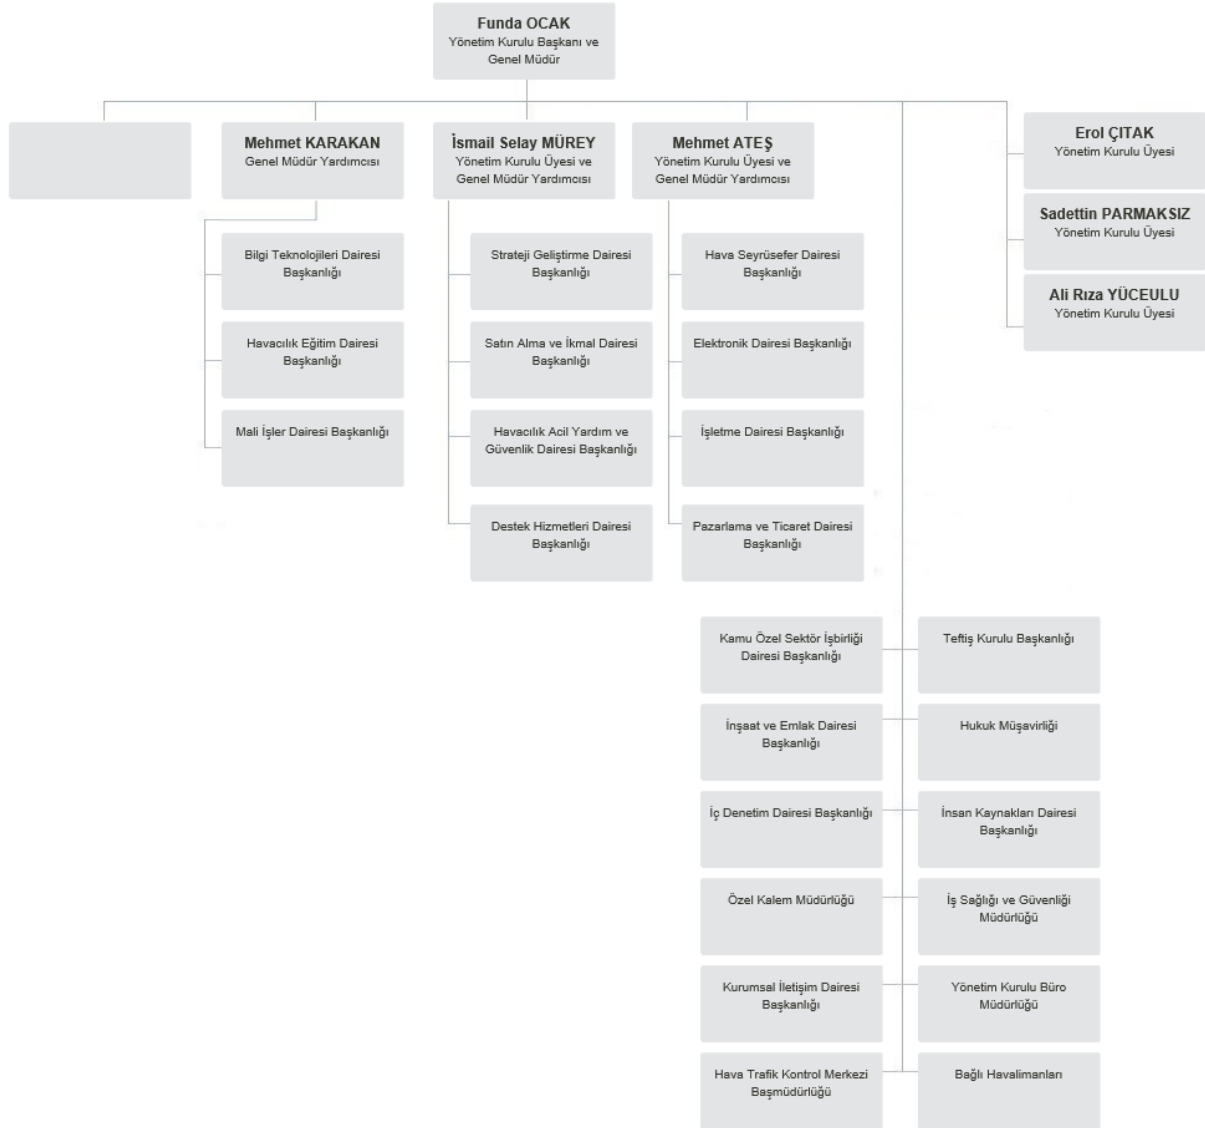 Funda OCAK
Yönetim Kurulu Başkanı ve
Genel Müdür
Mehmet KARAKAN
Genel Müdür Yardımcısı
İsmail Selay MÜREY
Yönetim Kurulu Üyesi ve
Genel Müdür Yardımcısı
Mehmet ATEŞ
Yönetim Kurulu Üyesi ve
Genel Müdür Yardımcısı
Erol ÇITAK
Yönetim Kurulu Üyesi
Sadettin PARMAKSIZ
Yönetim Kurulu Üyesi
Ali Rıza YÜCEULU
Yönetim Kurulu Üyesi
Bilgi Teknolojileri Dairesi
Başkanlığı
Havacılık Eğitim Dairesi
Başkanlığı
Mali İşler Dairesi Başkanlığı
Strateji Geliştirme Dairesi
Başkanlığı
Satın Alma ve İkmal Dairesi
Başkanlığı
Havacılık Acil Yardım ve
Güvenlik Dairesi Başkanlığı
Destek Hizmetleri Dairesi
Başkanlığı
Hava Seyrüsefer Dairesi
Başkanlığı
Elektronik Dairesi Başkanlığı
İşletme Dairesi Başkanlığı
Pazarlama ve Ticaret Dairesi
Başkanlığı
Kamu Özel Sektör İşbirliği
Dairesi Başkanlığı
Teftiş Kurulu Başkanlığı
İnşaat ve Emlak Dairesi
Başkanlığı
Hukuk Müşavirliği
İç Denetim Dairesi Başkanlığı
İnsan Kaynakları Dairesi
Başkanlığı
Özel Kalem Müdürlüğü
İş Sağlığı ve Güvenliği
Müdürlüğü
Kurumsal İletişim Dairesi
Başkanlığı
Yönetim Kurulu Büro
Müdürlüğü
Hava Trafik Kontrol Merkezi
Başmüdürlüğü
Bağlı Havalimanları